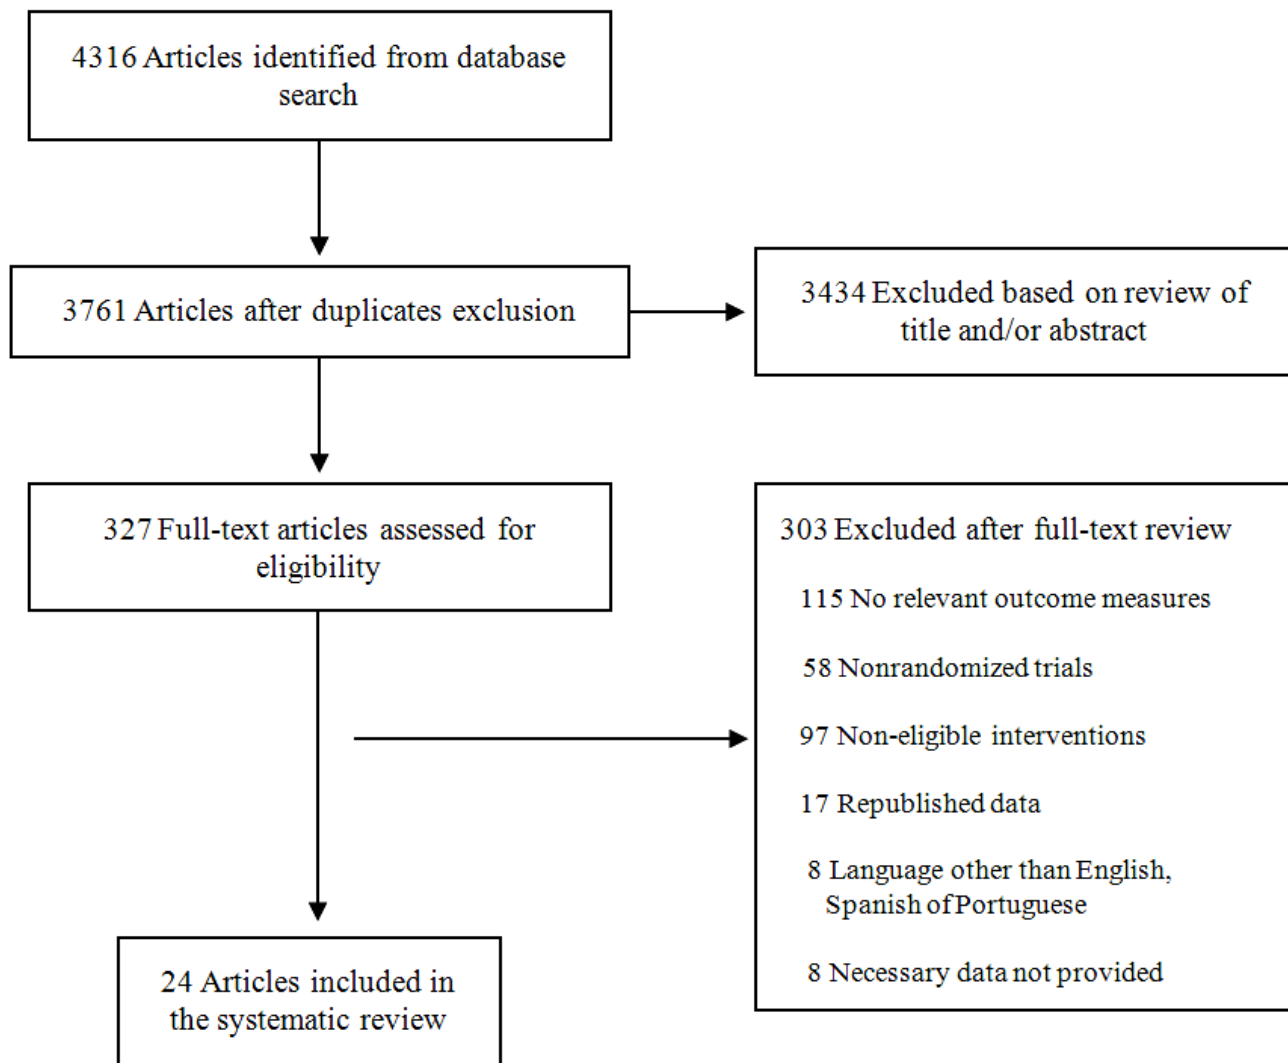 4316 Articles identified from database
search
3761 Articles after duplicates exclusion
3434 Excluded based on review of
title and/or abstract
327 Full-text articles assessed for
eligibility
303 Excluded after full-text review
115 No relevant outcome measures
58 Nonrandomized trials
97 Non-eligible interventions
17 Republished data
8 Language other than English,
Spanish of Portuguese
8 Necessary data not provided
24 Articles included in
the systematic review